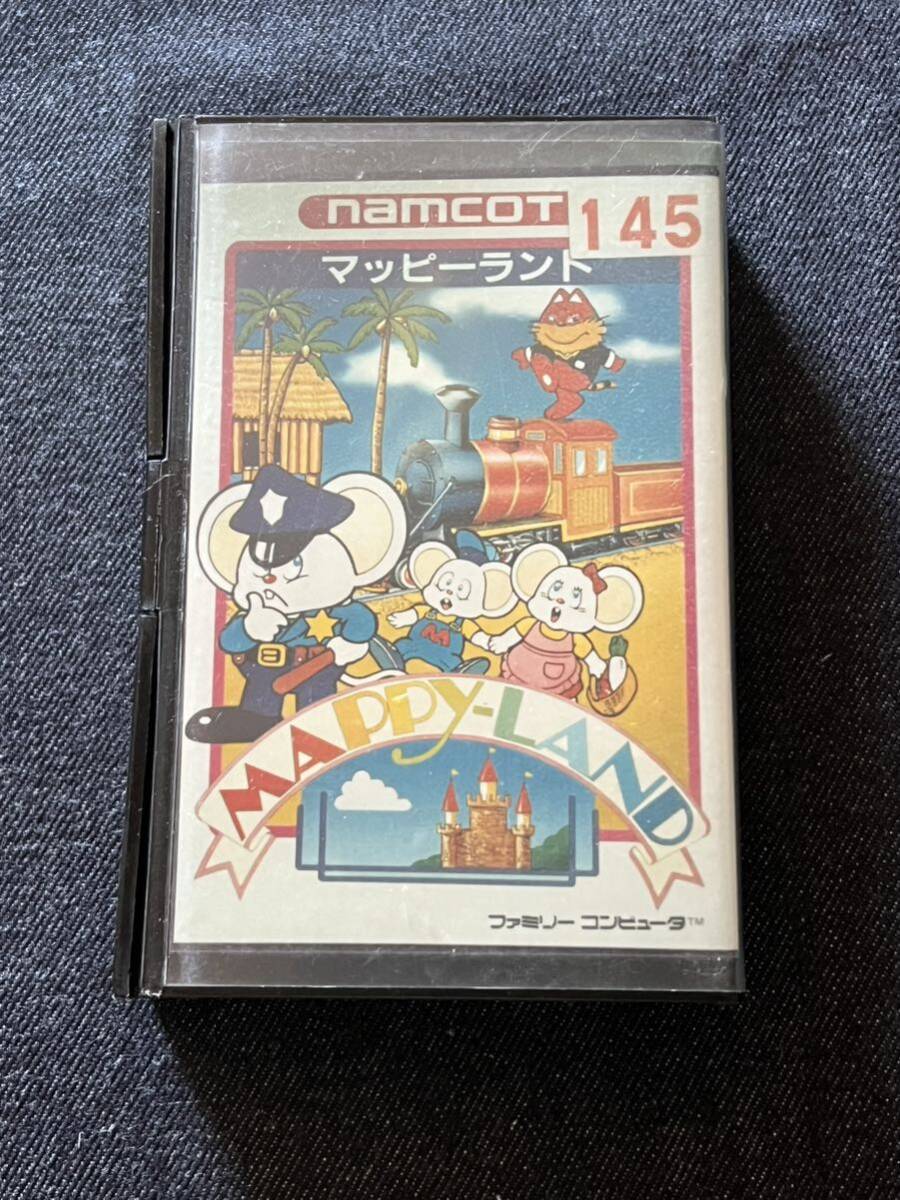 namcoT
145
マッピーランド
M
MAPPY-LAND
ファミリー コンピュータ™